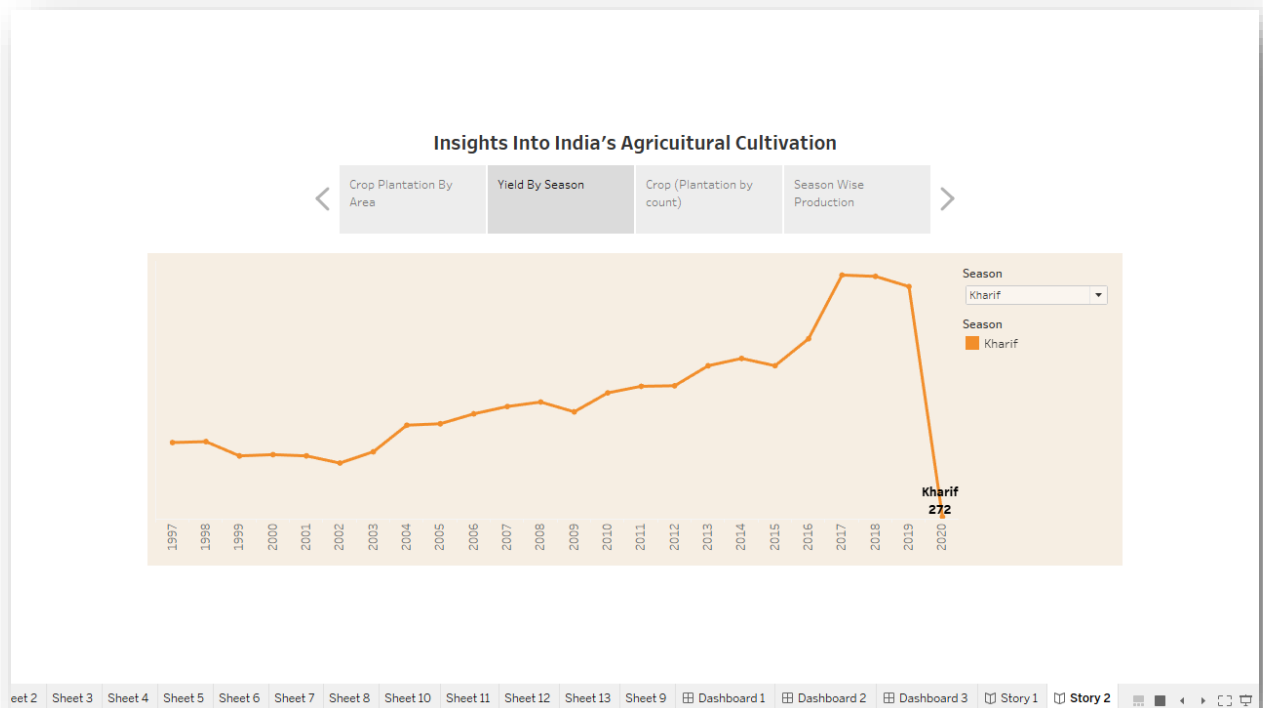 Insights Into India's Agricuitural Cultivation
Crop Plantation By
Area
Yield By Season
Crop (Plantation by
count)
Season Wise
Production
Season
Kharif
Season
Kharif
Kharif
272
1997
1998
1999
2000
2001
2002
2003
2004
2005
2006
2007
2008
2009
2010
2011
2012
2013
2014
2015
2016
2017
2018
2019
2020
eet 2 Sheet 3 Sheet 4 Sheet 5 Sheet 6 Sheet 7 Sheet 8 Sheet 10 Sheet 11 Sheet 12 Sheet 13 Sheet 9 Dashboard 1 Dashboard 2 Dashboard 3 Story 1 Story 2